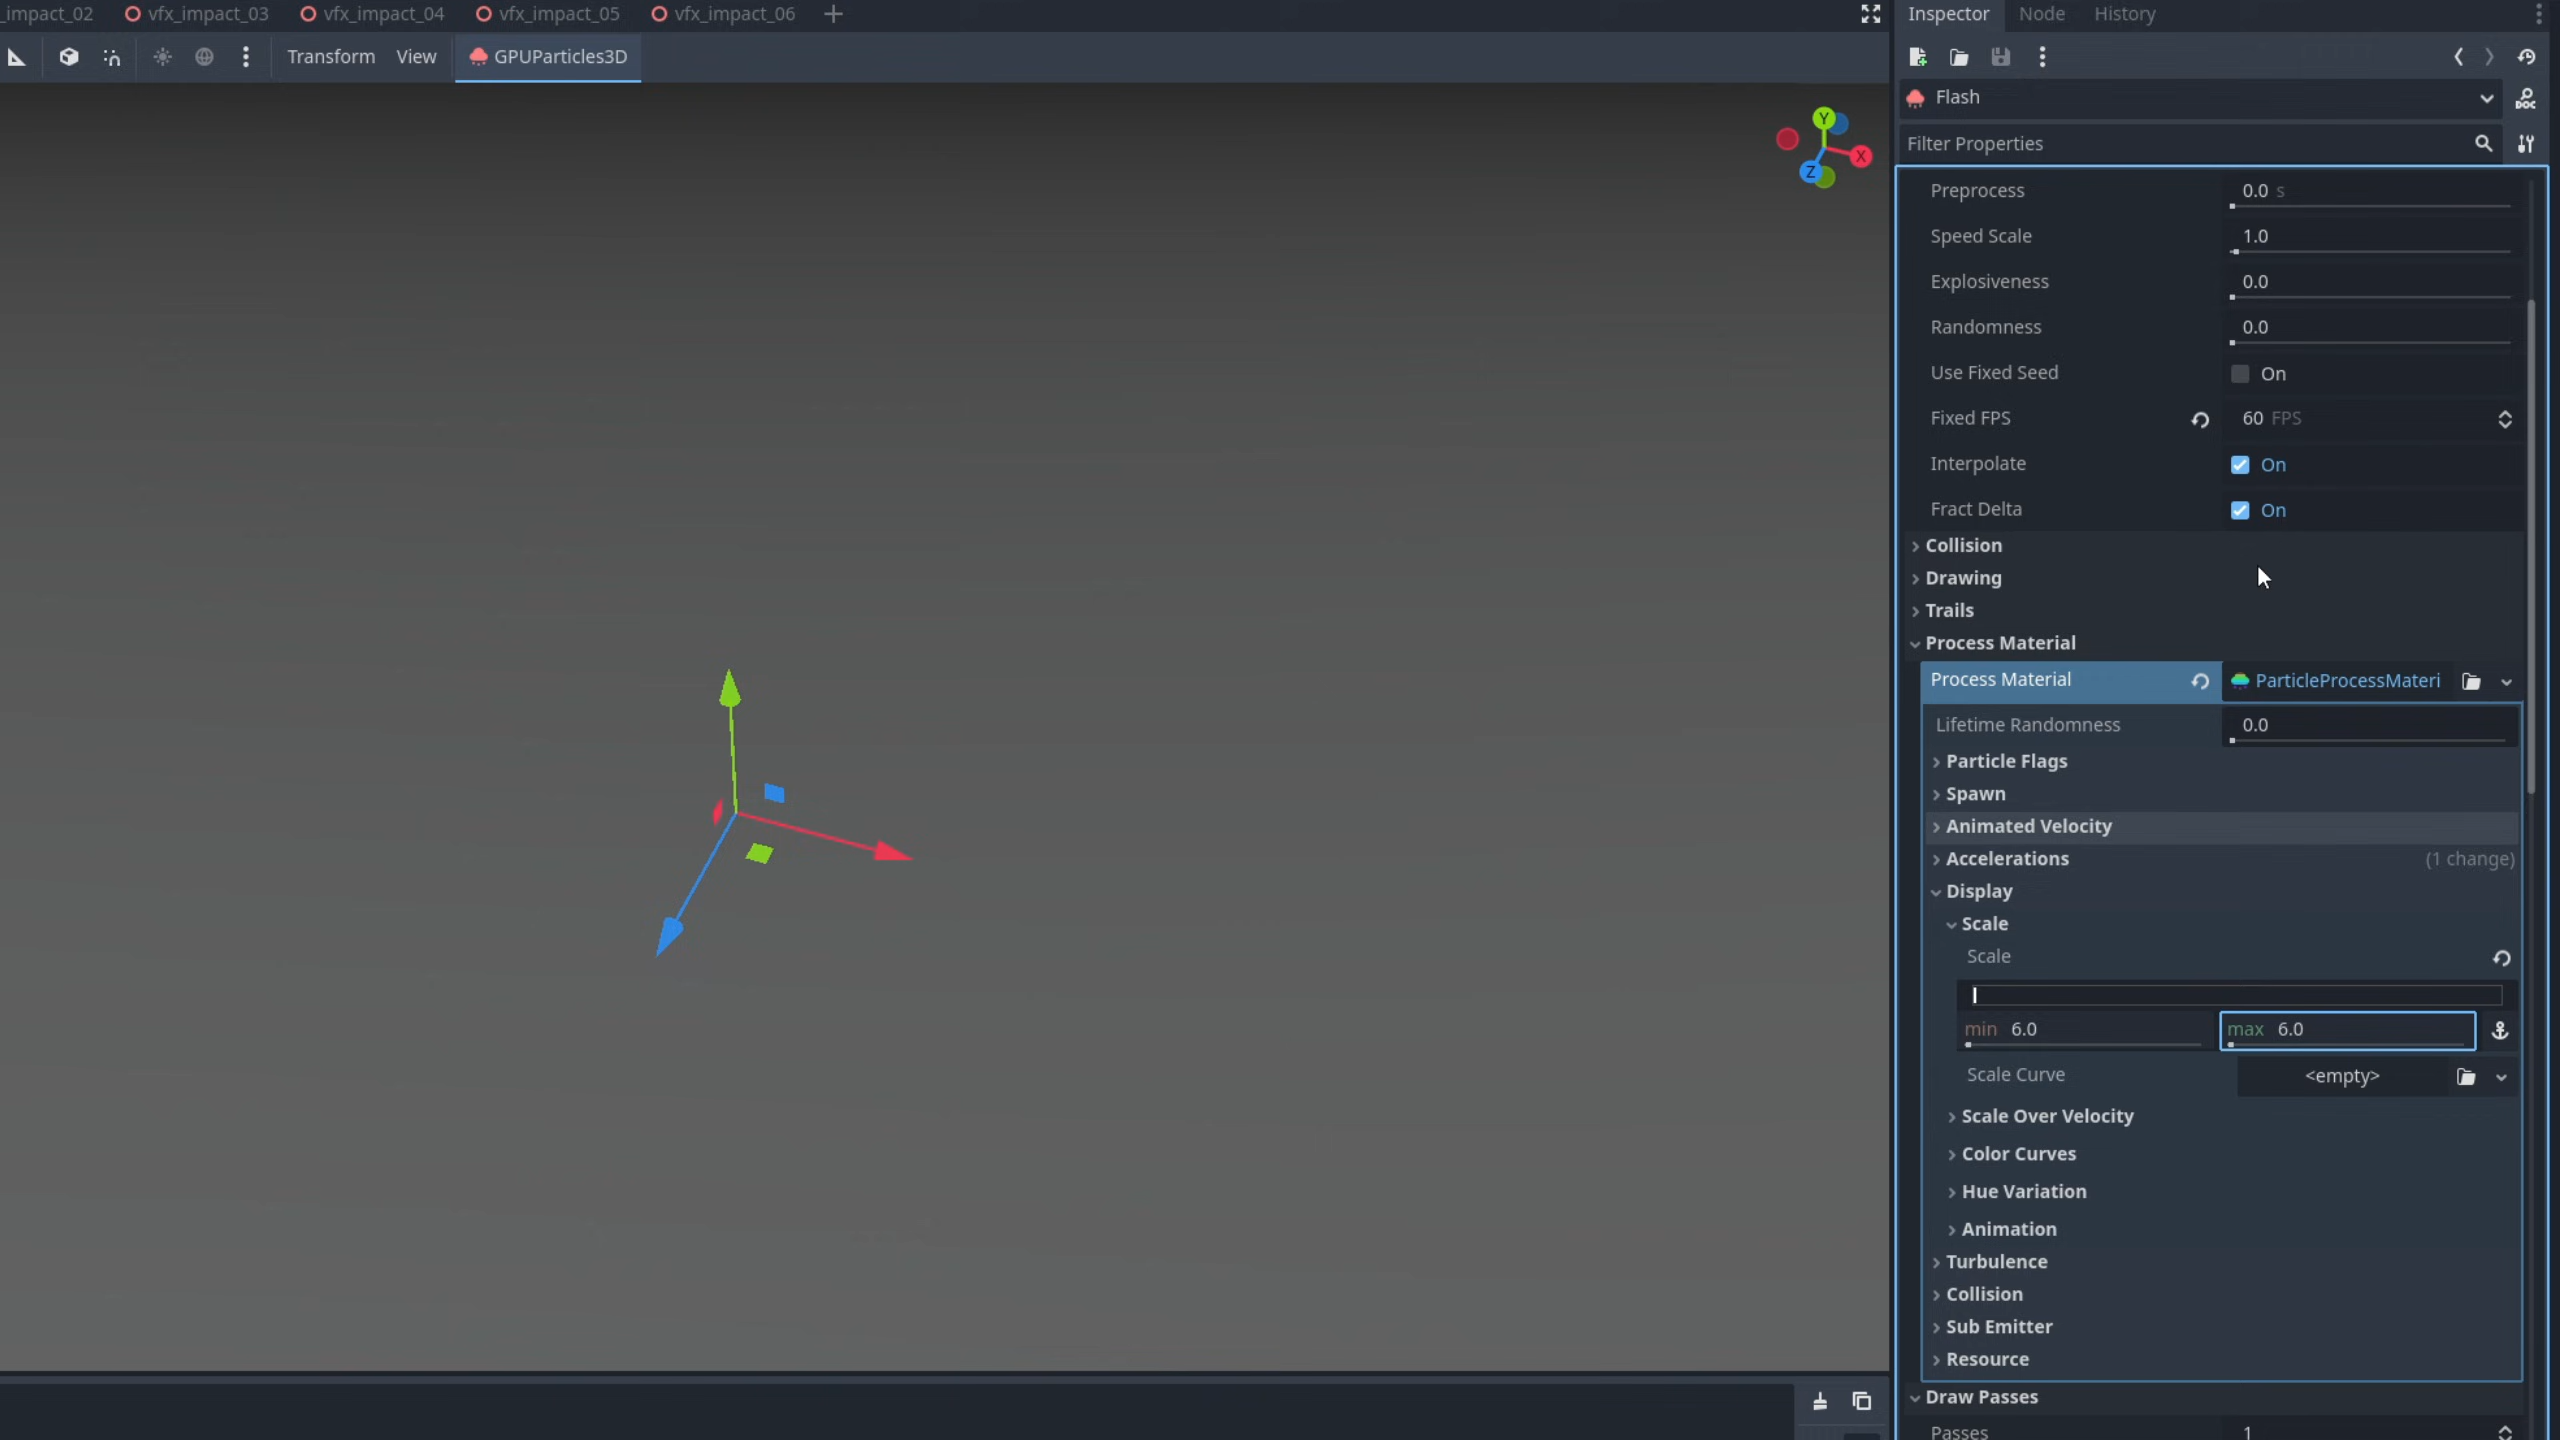 _impact_02 vfx_impact_03 vfx_impact_04 vfx_impact_05 vfx_impact_06
Transform View GPUParticles3D
Y
X
Z
Inspector Node History
Flash
DOC
Filter Properties
Preprocess 0.0 s
Speed Scale 1.0
Explosiveness 0.0
Randomness 0.0
Use Fixed Seed On
Fixed FPS 60 FPS
Interpolate On
Fract Delta On
Collision
Drawing
Trails
Process Material
Process Material ParticleProcessMateri
Lifetime Randomness 0.0
Particle Flags
Spawn
Animated Velocity
Accelerations (1 change)
Display
Scale
Scale
min 6.0 max 6.0
Scale Curve <empty>
Scale Over Velocity
Color Curves
Hue Variation
Animation
Turbulence
Collision
Sub Emitter
Resource
Draw Passes
Passes 1